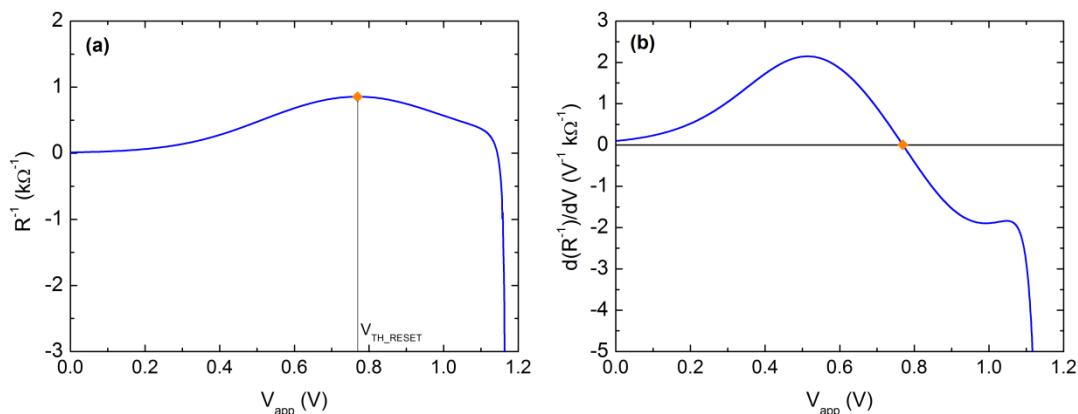 (a)
2
1
0
-1
-2
-3
R⁻¹ (kΩ⁻¹)
V_TH_RESET
0.0 0.2 0.4 0.6 0.8 1.0 1.2
V_app (V)
(b)
3
2
1
0
-1
-2
-3
-4
-5
d(R⁻¹)/dV (V⁻¹ kΩ⁻¹)
0.0 0.2 0.4 0.6 0.8 1.0 1.2
V_app (V)